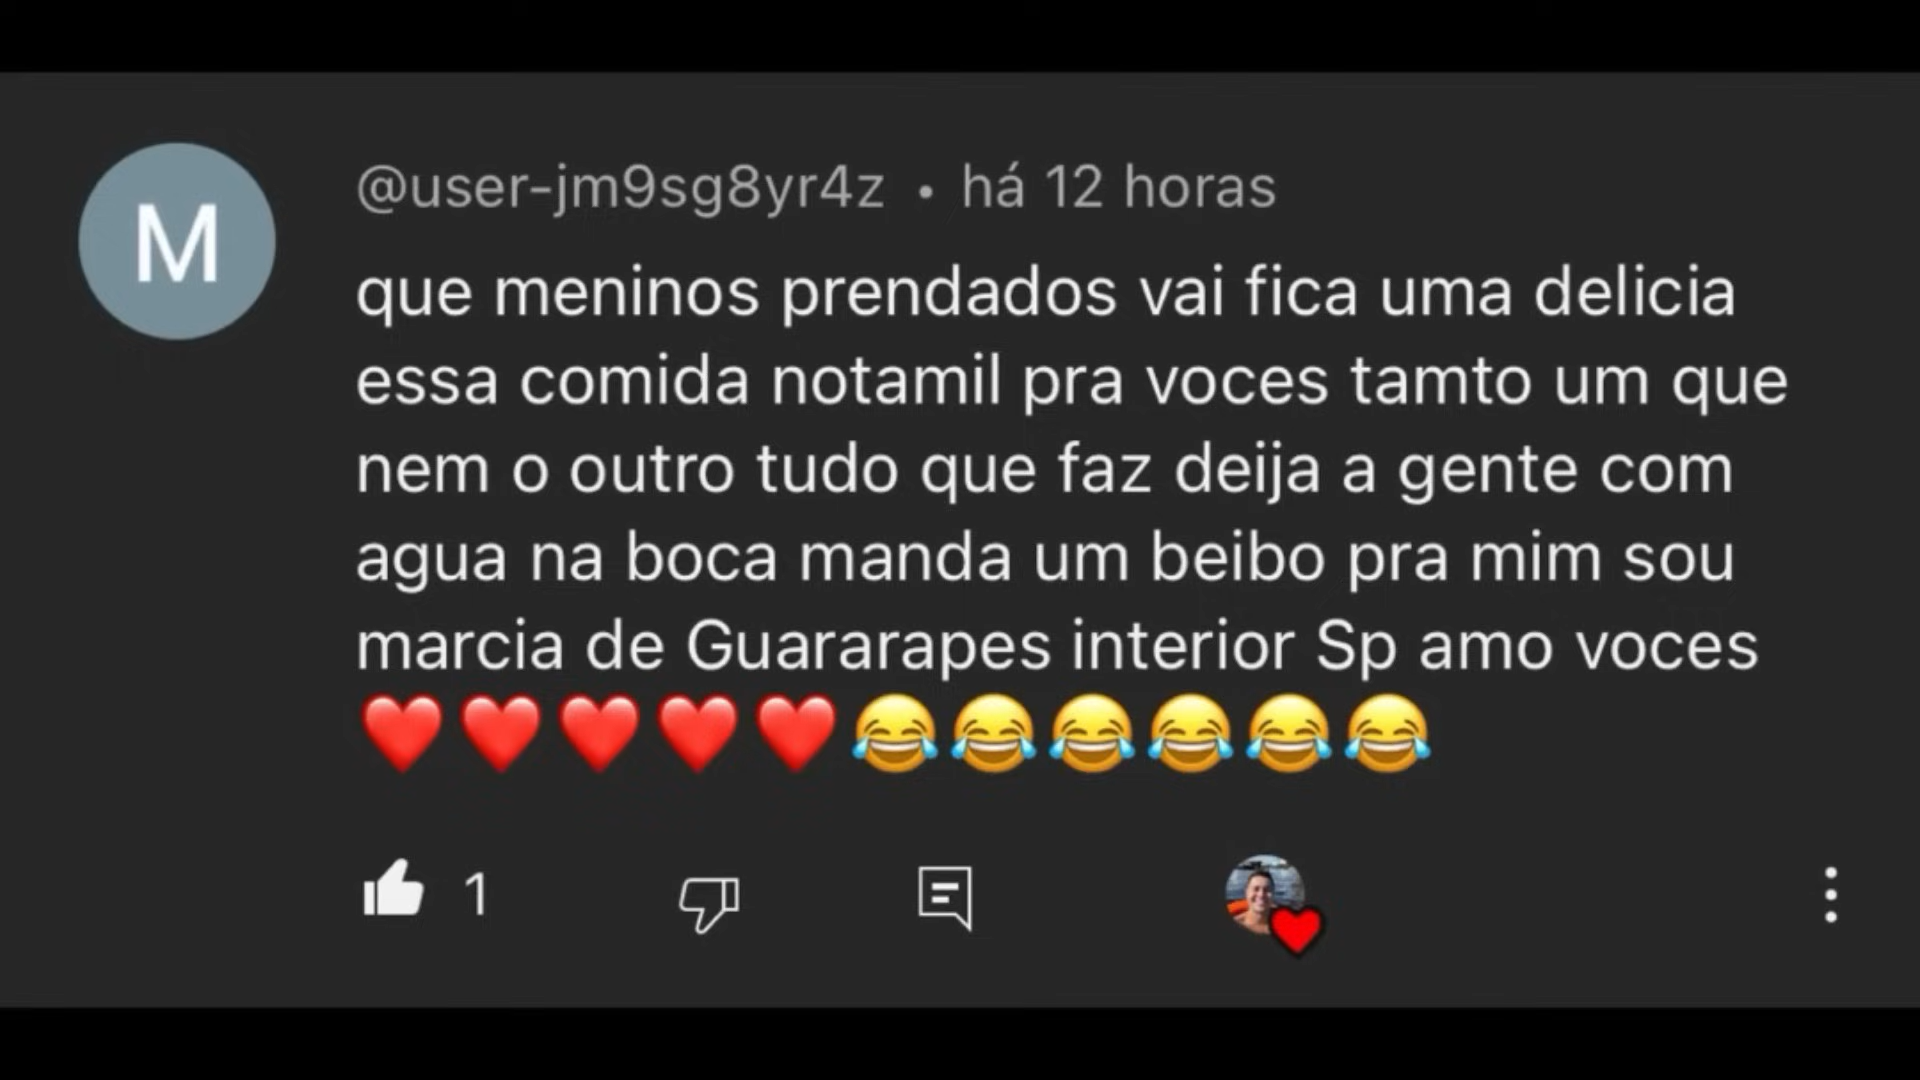 M
@user-jm9sg8yr4z • há 12 horas
que meninos prendados vai fica uma delicia
essa comida notamil pra voces tamto um que
nem o outro tudo que faz deija a gente com
agua na boca manda um beibo pra mim sou
marcia de Guararapes interior Sp amo voces
❤️❤️❤️❤️❤️😂😂😂😂😂😂
1